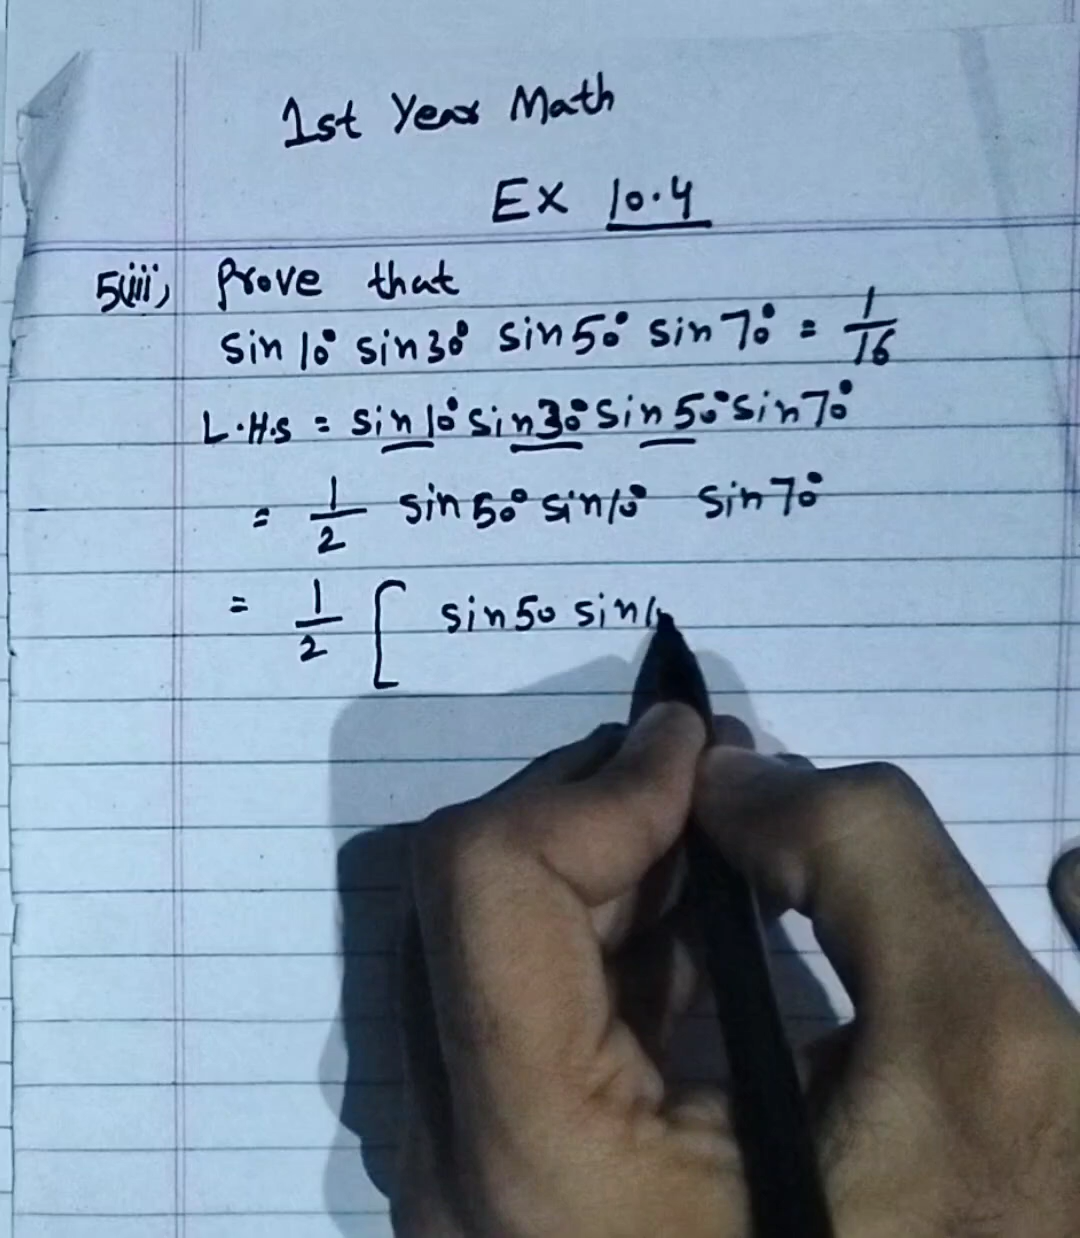 1st Year Math
Ex 10.4
5(iii) Prove that
sin 10° sin 30° sin 50° sin 70° = 1/16
L.H.S = sin 10° sin 30° sin 50° sin 70°
= 1/2 sin 50° sin 10° sin 70°
= 1/2 [ sin 50 sin